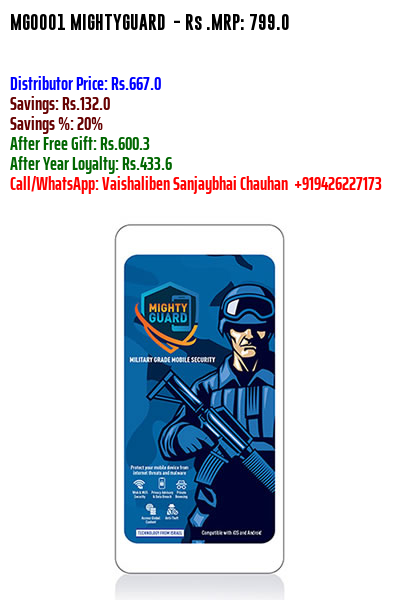 MG0001 MIGHTYGUARD - Rs .MRP: 799.0
Distributor Price: Rs.667.0
Savings: Rs.132.0
Savings %: 20%
After Free Gift: Rs.600.3
After Year Loyalty: Rs.433.6
Call/WhatsApp: Vaishaliben Sanjaybhai Chauhan +919426227173
MIGHTY
GUARD
MILITARY GRADE MOBILE SECURITY
Protect your mobile device from
internet threats and malware
Web & Wifi
Security
Privacy Advisory
& Data Breach
Private
Browsing
Access Global
Content
Anti-Theft
TECHNOLOGY FROM ISRAEL
Compatible with iOS and Android